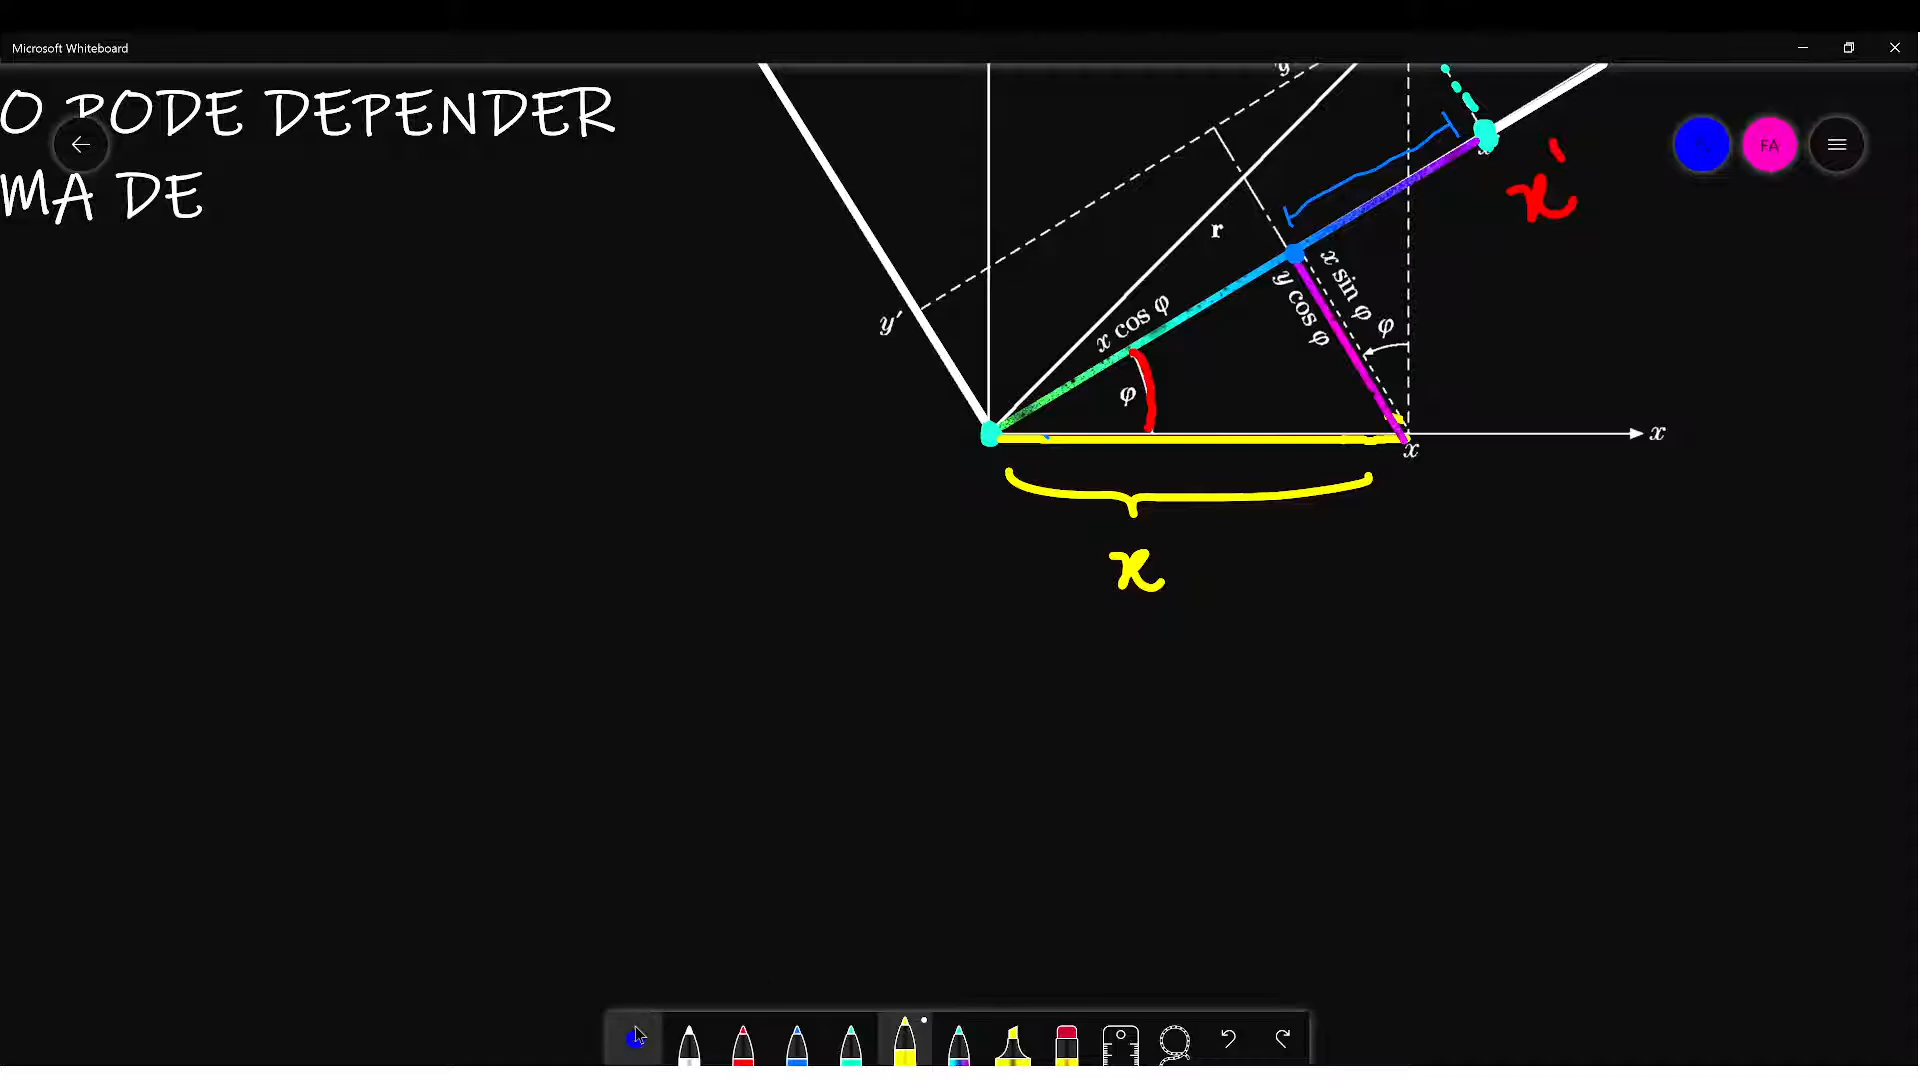 Microsoft Whiteboard
O PODE DEPENDER
MA DE
y
x'
FA
r
y'
x cos φ
x sin φ
y cos φ
φ
φ
x
x
x